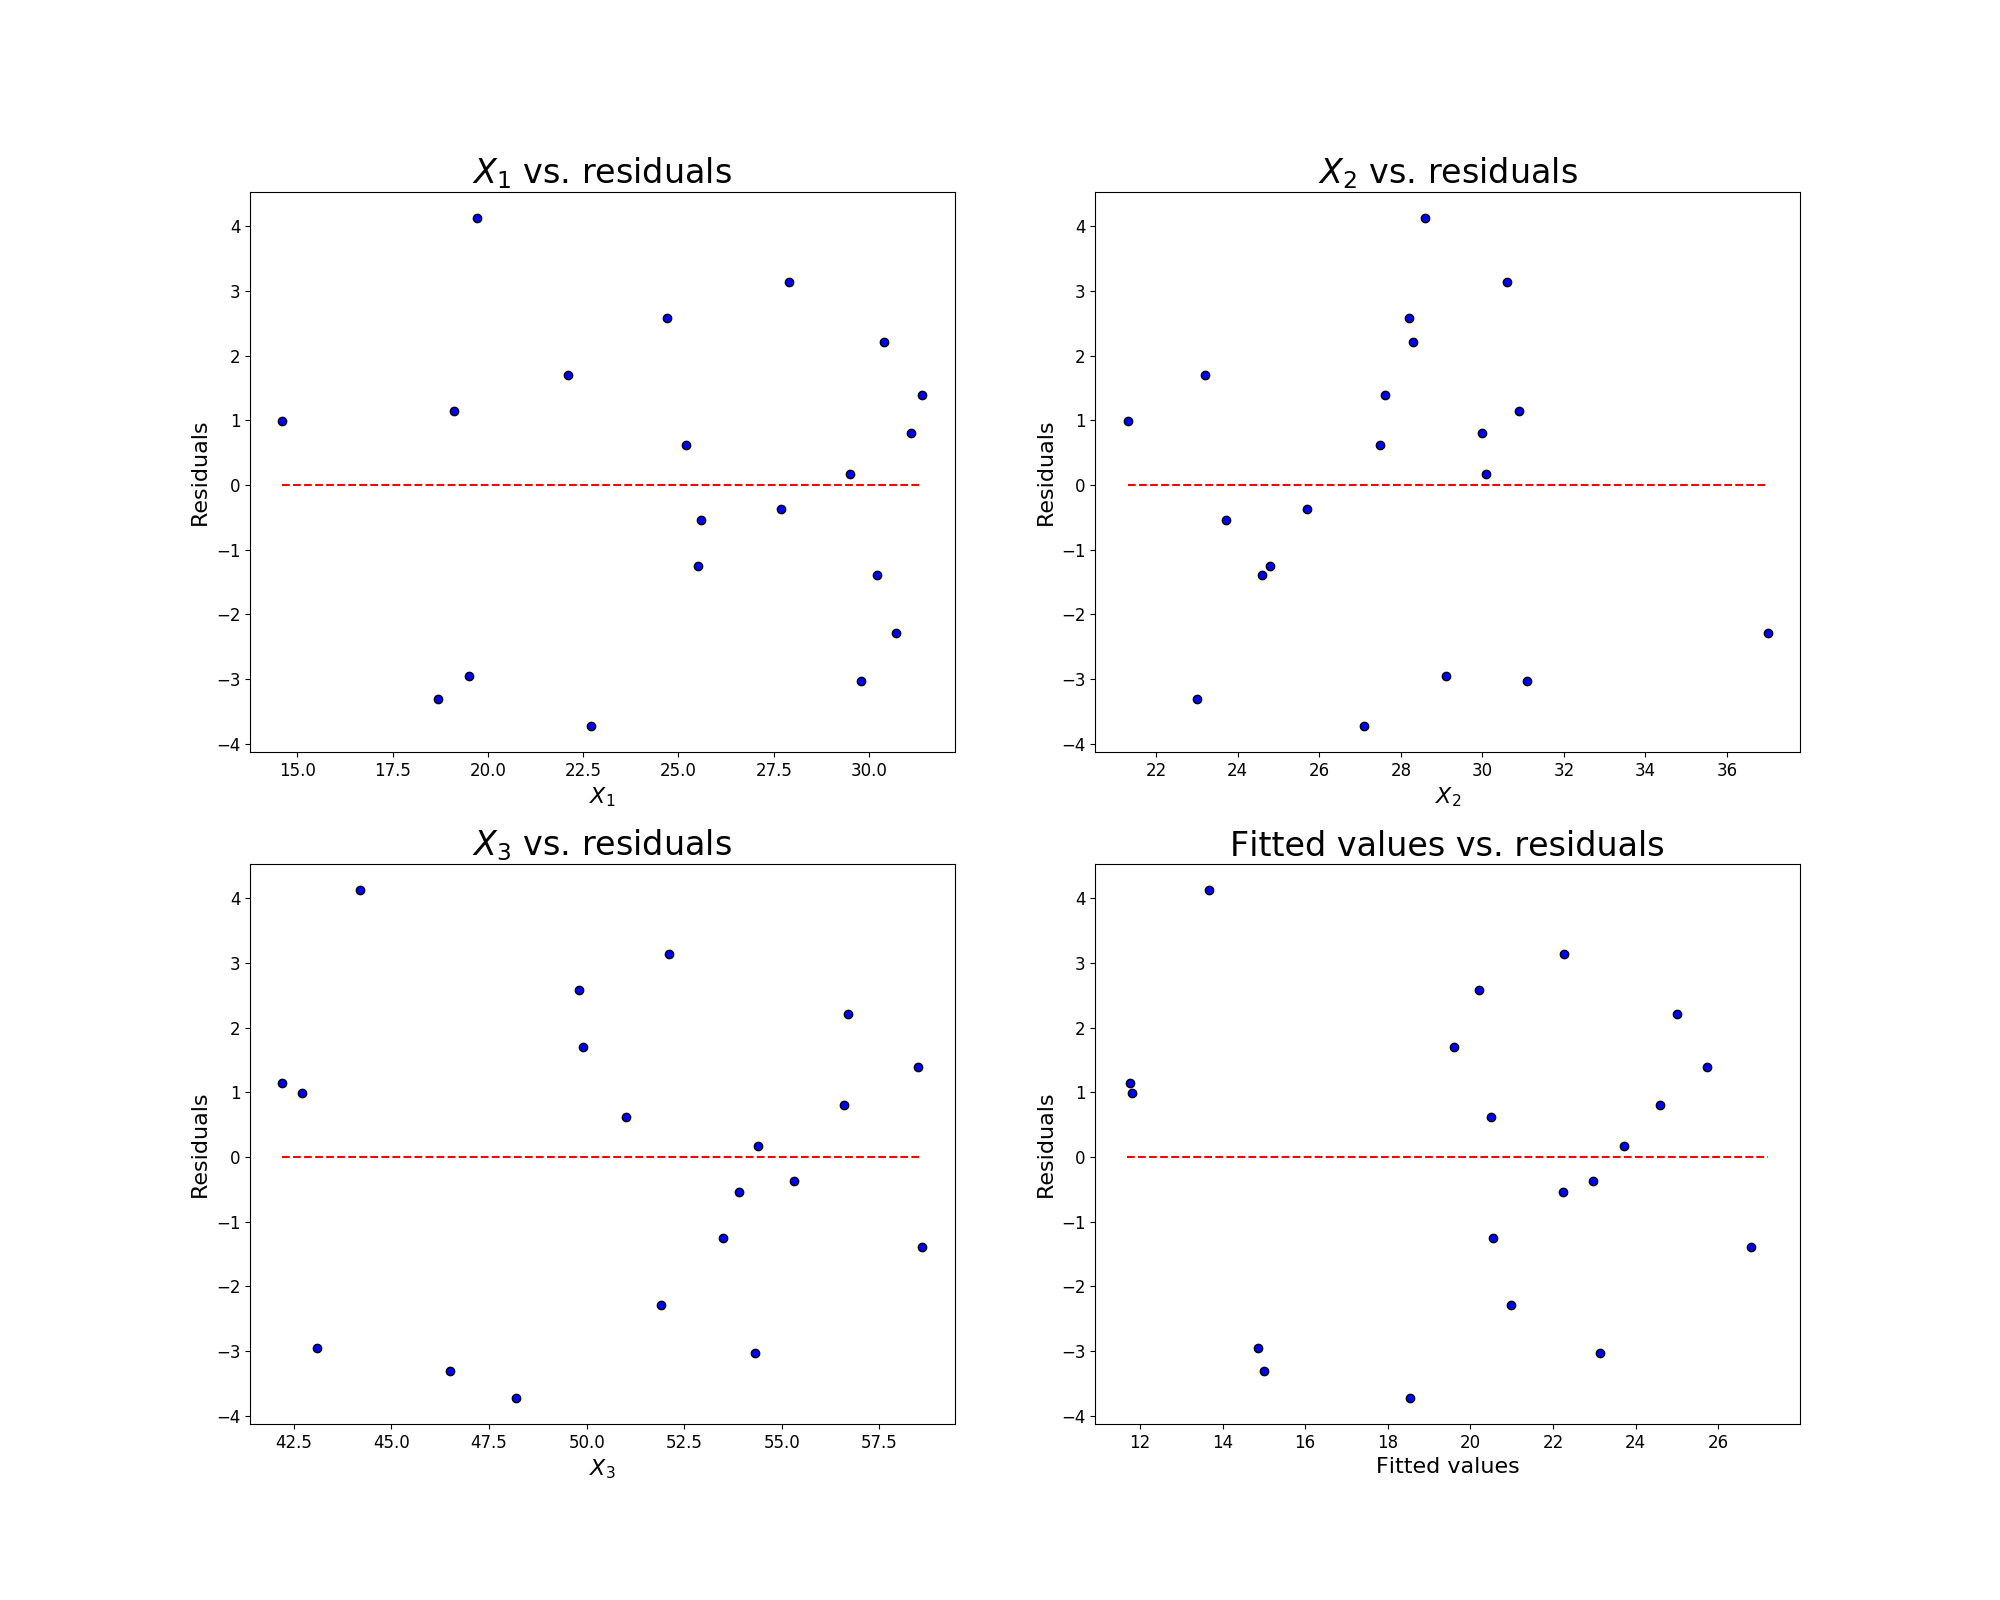 X₁ vs. residuals
Residuals
4
3
2
1
0
−1
−2
−3
−4
15.0 17.5 20.0 22.5 25.0 27.5 30.0
X₁
X₂ vs. residuals
Residuals
4
3
2
1
0
−1
−2
−3
−4
22 24 26 28 30 32 34 36
X₂
X₃ vs. residuals
Residuals
4
3
2
1
0
−1
−2
−3
−4
42.5 45.0 47.5 50.0 52.5 55.0 57.5
X₃
Fitted values vs. residuals
Residuals
4
3
2
1
0
−1
−2
−3
−4
12 14 16 18 20 22 24 26
Fitted values